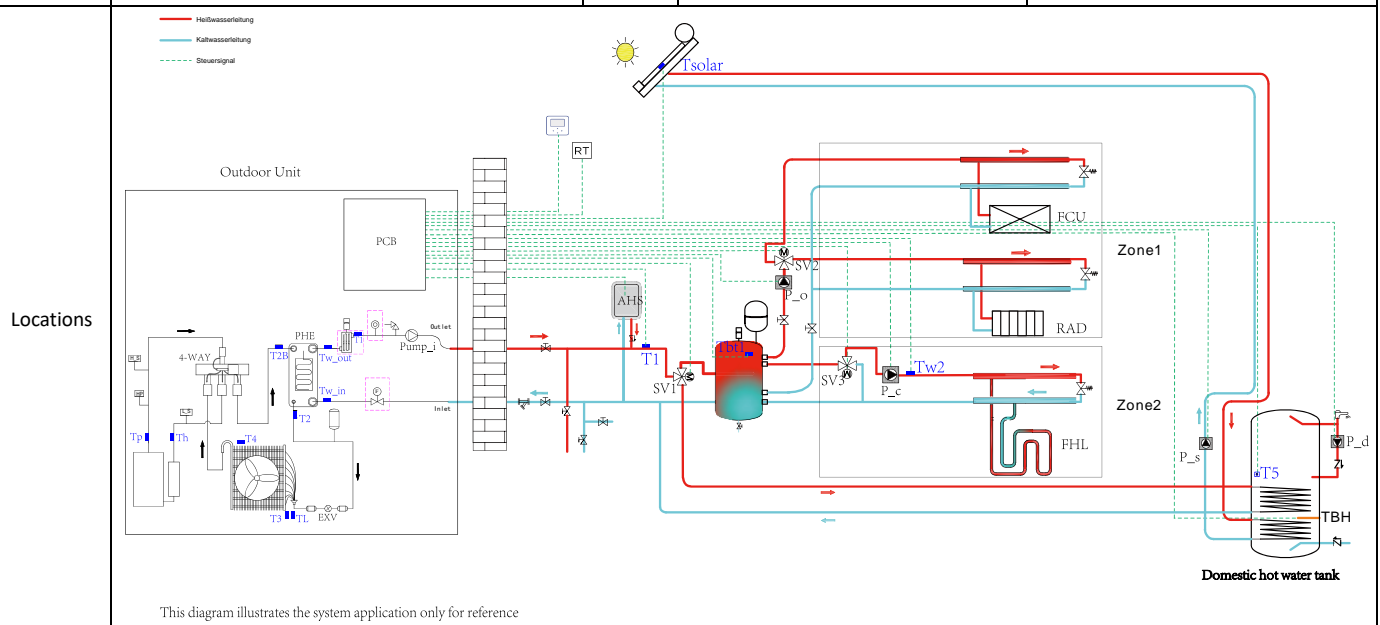 Heißwasserleitung
Kaltwasserleitung
Steuersignal
Tsolar
RT
Outdoor Unit
PCB
FCU
Zone1
SV2
P_o
RAD
AHS
Locations
4-WAY
PHE
T2B
Tw_out
T1
Pump_i
Outlet
T1
Tbt1
SV1
SV3
P_c
Tw2
Tw_in
Inlet
Zone2
T2
Tp
Th
T4
FHL
P_s
P_d
T5
T3
TL
EXV
TBH
Domestic hot water tank
This diagram illustrates the system application only for reference